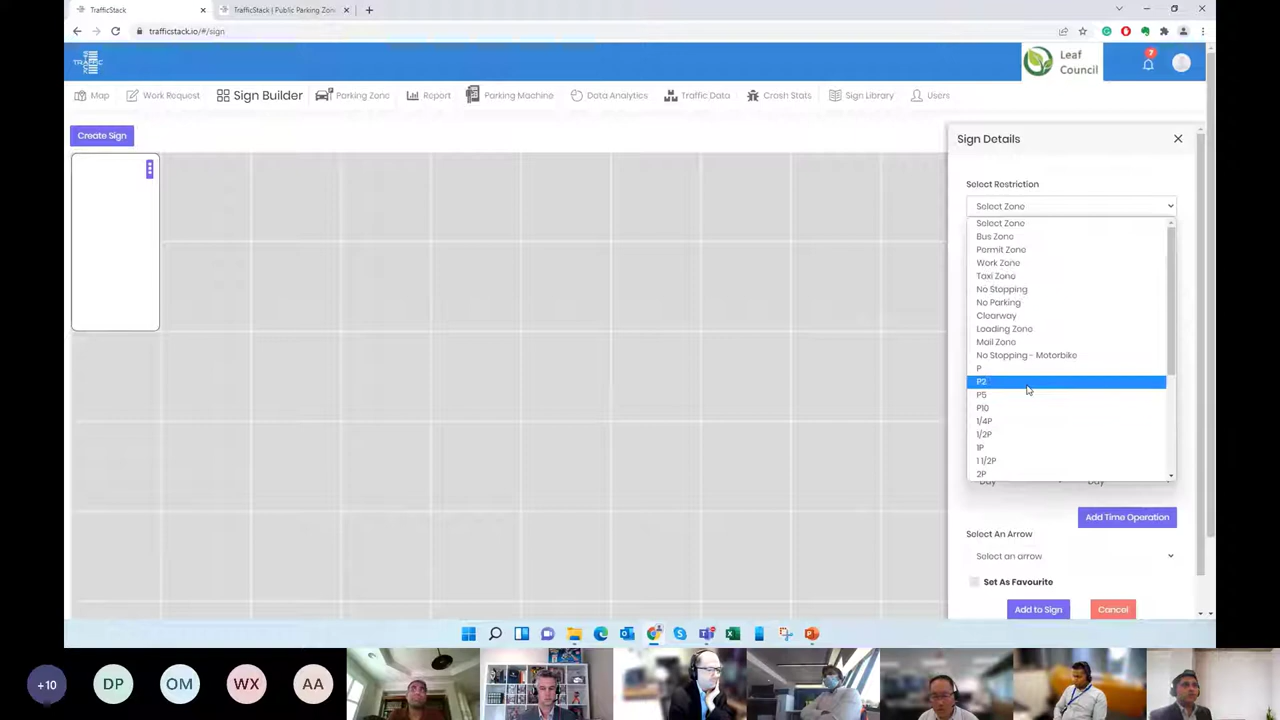 TrafficStack
TrafficStack | Public Parking Zon
trafficstack.io/#/sign
Leaf
Council
7
Map
Work Request
Sign Builder
Parking Zone
Report
Parking Machine
Data Analytics
Traffic Data
Crash Stats
Sign Library
Users
Create Sign
Sign Details
Select Restriction
Select Zone
Select Zone
Bus Zone
Permit Zone
Work Zone
Taxi Zone
No Stopping
No Parking
Clearway
Loading Zone
Mail Zone
No Stopping - Motorbike
P
P2
P5
P10
1/4P
1/2P
1P
1 1/2P
2P
Day
Day
Add Time Operation
Select An Arrow
Select an arrow
Set As Favourite
Add to Sign
Cancel
+10
DP
OM
WX
AA